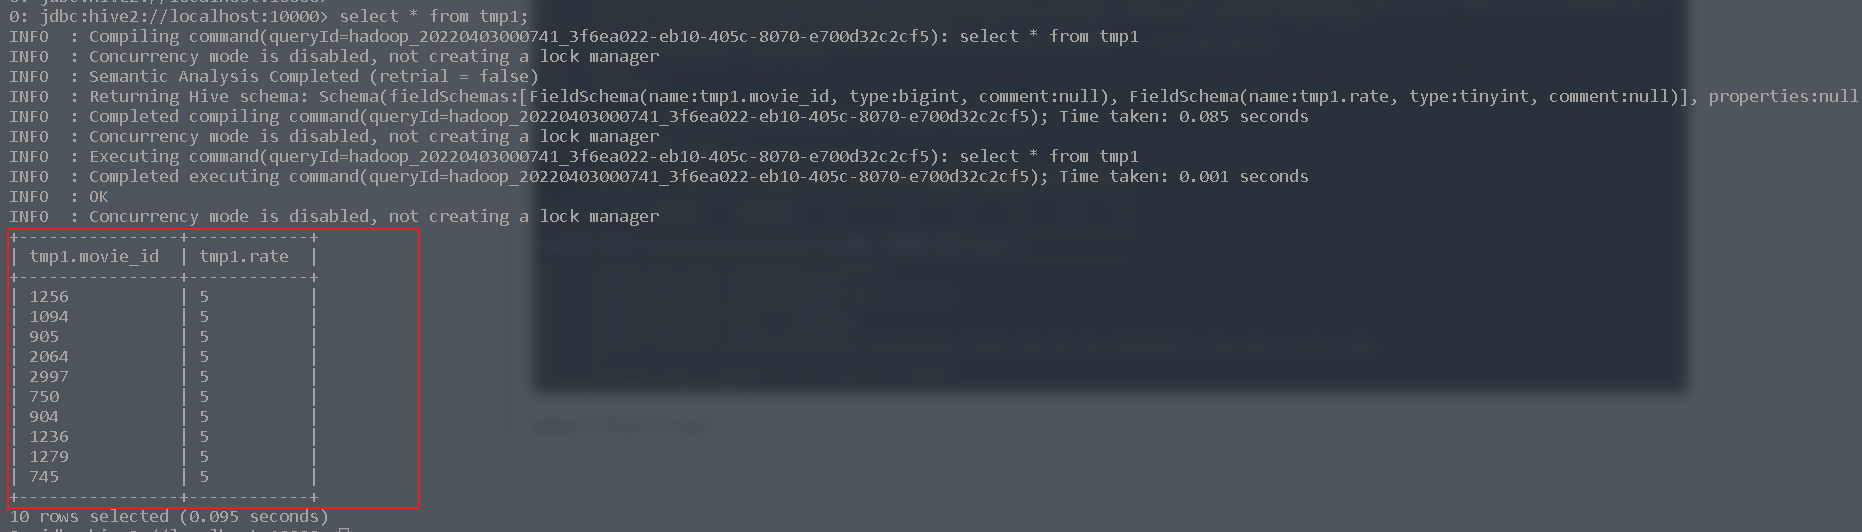 0: jdbc:hive2://localhost:10000> select * from tmp1;
INFO  : Compiling command(queryId=hadoop_20220403000741_3f6ea022-eb10-405c-8070-e700d32c2cf5): select * from tmp1
INFO  : Concurrency mode is disabled, not creating a lock manager
INFO  : Semantic Analysis Completed (retrial = false)
INFO  : Returning Hive schema: Schema(fieldSchemas:[FieldSchema(name:tmp1.movie_id, type:bigint, comment:null), FieldSchema(name:tmp1.rate, type:tinyint, comment:null)], properties:null
INFO  : Completed compiling command(queryId=hadoop_20220403000741_3f6ea022-eb10-405c-8070-e700d32c2cf5); Time taken: 0.085 seconds
INFO  : Concurrency mode is disabled, not creating a lock manager
INFO  : Executing command(queryId=hadoop_20220403000741_3f6ea022-eb10-405c-8070-e700d32c2cf5): select * from tmp1
INFO  : Completed executing command(queryId=hadoop_20220403000741_3f6ea022-eb10-405c-8070-e700d32c2cf5); Time taken: 0.001 seconds
INFO  : OK
INFO  : Concurrency mode is disabled, not creating a lock manager
+----------------+------------+
| tmp1.movie_id  | tmp1.rate  |
+----------------+------------+
| 1256           | 5          |
| 1094           | 5          |
| 905            | 5          |
| 2064           | 5          |
| 2997           | 5          |
| 750            | 5          |
| 904            | 5          |
| 1236           | 5          |
| 1279           | 5          |
| 745            | 5          |
+----------------+------------+
10 rows selected (0.095 seconds)